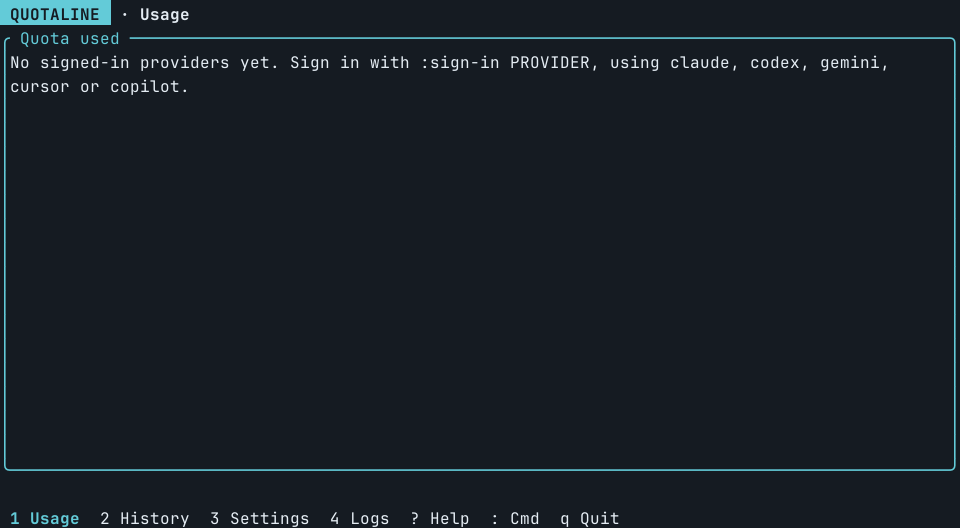 QUOTALINE · Usage
Quota used
No signed-in providers yet. Sign in with :sign-in PROVIDER, using claude, codex, gemini,
cursor or copilot.
1 Usage  2 History  3 Settings  4 Logs  ? Help  : Cmd  q Quit